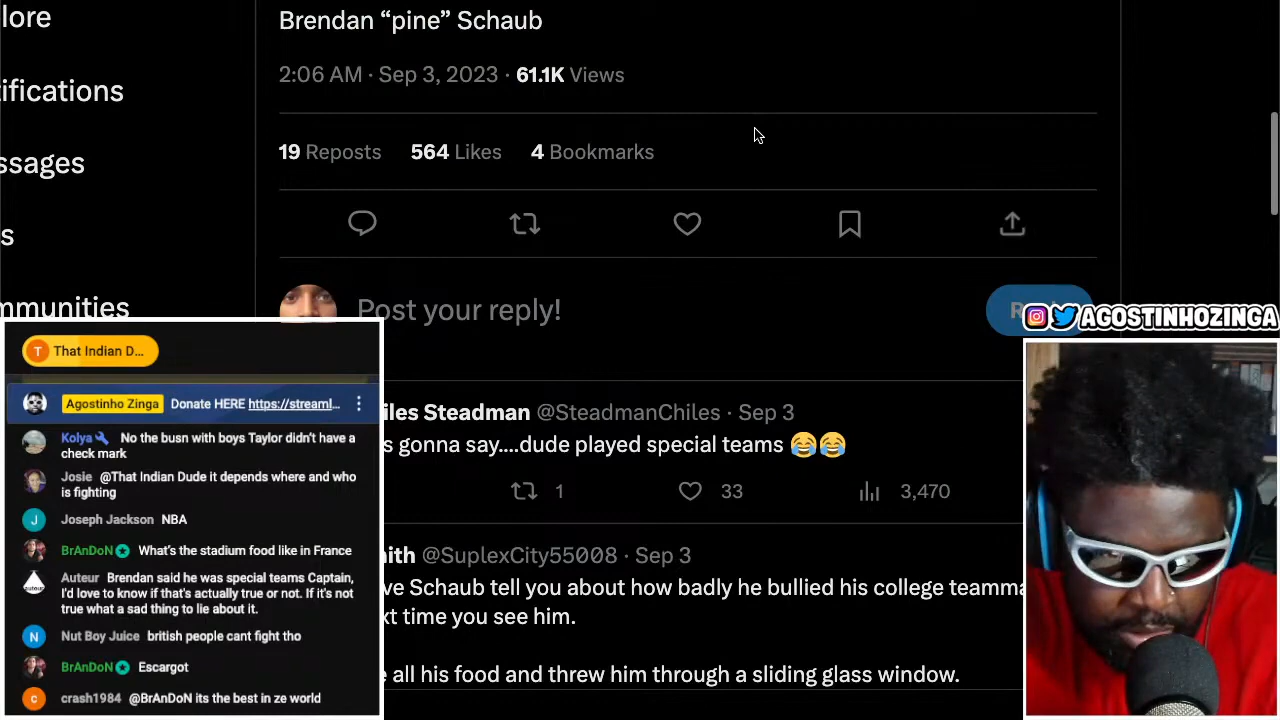 lore
Brendan “pine” Schaub
2:06 AM · Sep 3, 2023 · 61.1K Views
ifications
19 Reposts 564 Likes 4 Bookmarks
ssages
s
mmunities
Post your reply!
AGOSTINHOZINGA
T That Indian D...
Agostinho Zinga Donate HERE https://streaml...
Kolya No the busn with boys Taylor didn’t have a
check mark
Josie @That Indian Dude it depends where and who
is fighting
J Joseph Jackson NBA
BrAnDoN What’s the stadium food like in France
Auteur Brendan said he was special teams Captain,
I’d love to know if that’s actually true or not. If it’s not
true what a sad thing to lie about it.
N Nut Boy Juice british people cant fight tho
BrAnDoN Escargot
c crash1984 @BrAnDoN its the best in ze world
iles Steadman @SteadmanChiles · Sep 3
s gonna say....dude played special teams 😂😂
1 33 3,470
ith @SuplexCity55008 · Sep 3
ve Schaub tell you about how badly he bullied his college teamma
xt time you see him.
e all his food and threw him through a sliding glass window.